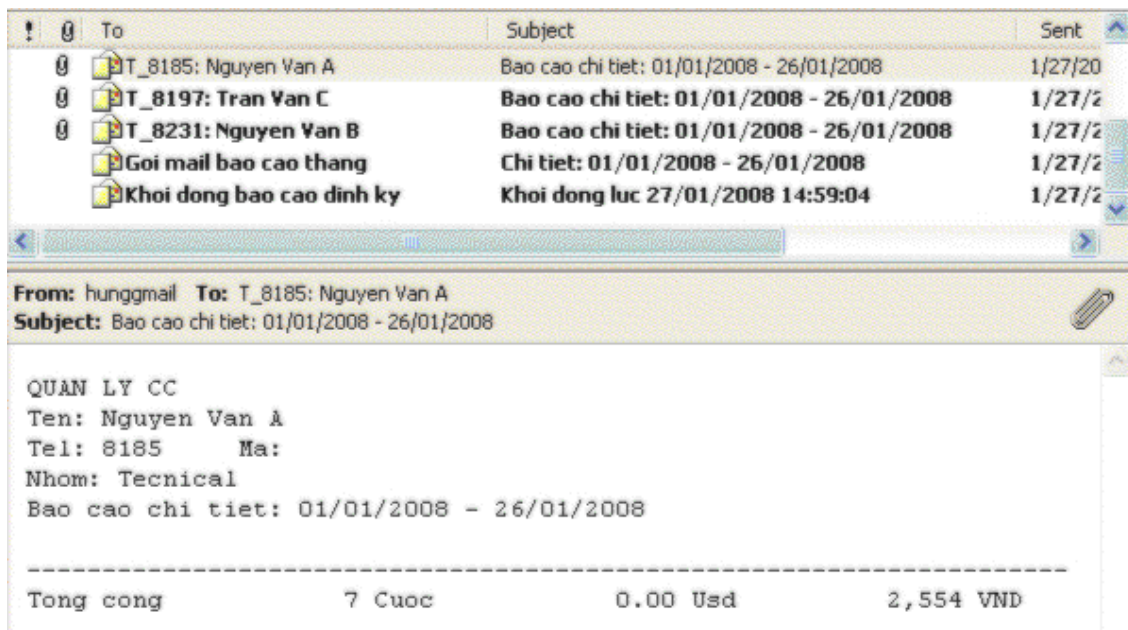 ! To Subject Sent
T_8185: Nguyen Van A Bao cao chi tiet: 01/01/2008 - 26/01/2008 1/27/20
T_8197: Tran Van C Bao cao chi tiet: 01/01/2008 - 26/01/2008 1/27/2
T_8231: Nguyen Van B Bao cao chi tiet: 01/01/2008 - 26/01/2008 1/27/2
Goi mail bao cao thang Chi tiet: 01/01/2008 - 26/01/2008 1/27/2
Khoi dong bao cao dinh ky Khoi dong luc 27/01/2008 14:59:04 1/27/2
From: hunggmail To: T_8185: Nguyen Van A
Subject: Bao cao chi tiet: 01/01/2008 - 26/01/2008
QUAN LY CC
Ten: Nguyen Van A
Tel: 8185 Ma:
Nhom: Tecnical
Bao cao chi tiet: 01/01/2008 - 26/01/2008
----------------------------------------------------------------------
Tong cong 7 Cuoc 0.00 Usd 2,554 VND